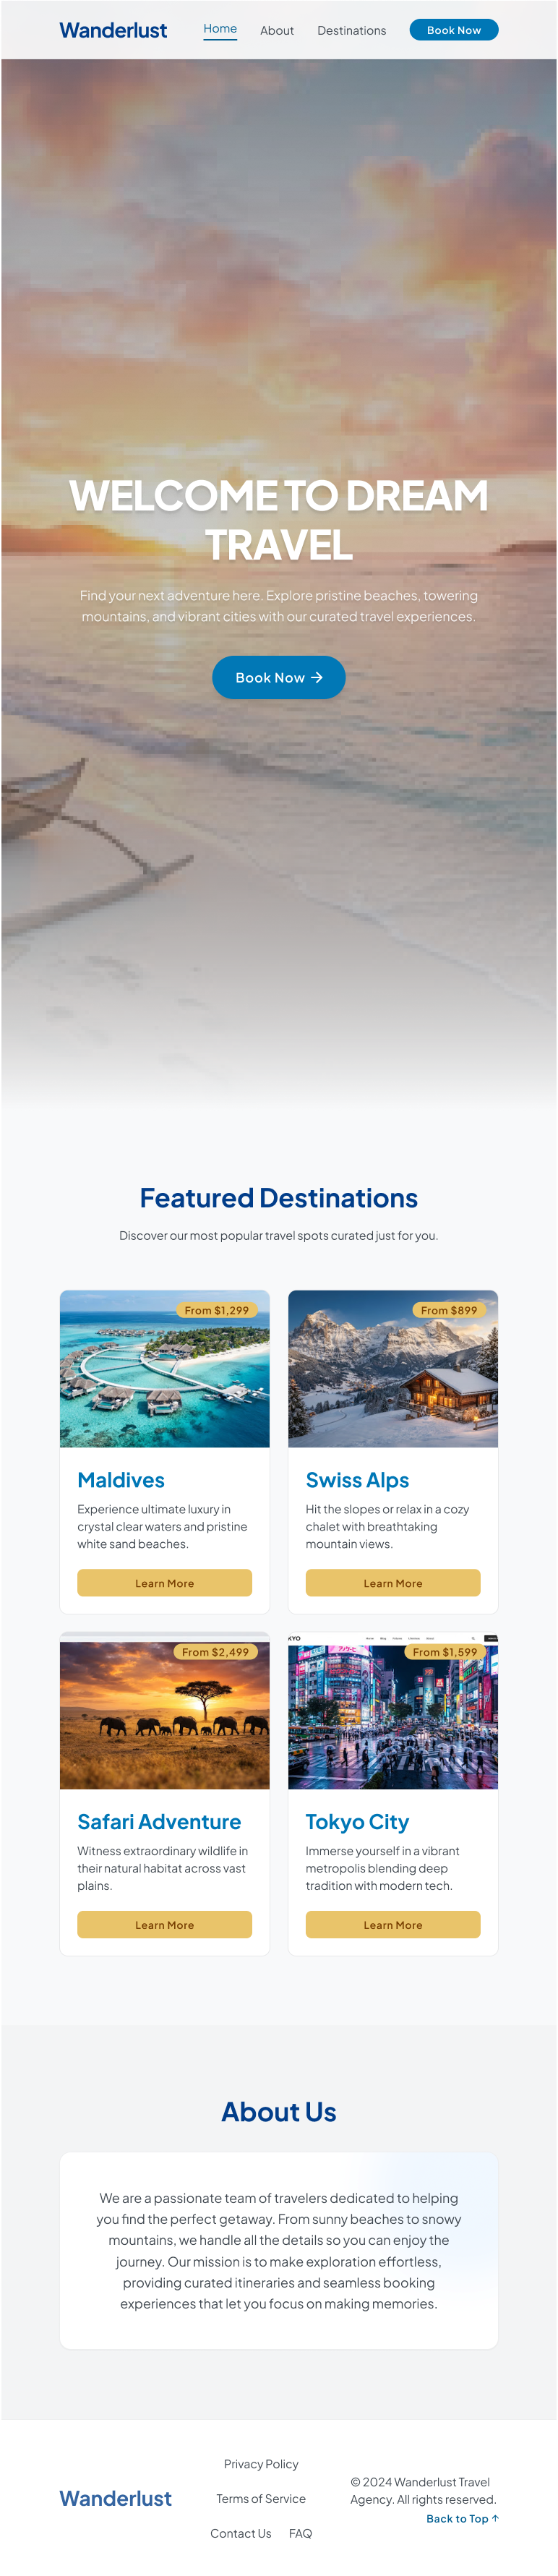 Wanderlust
Home
About
Destinations
Book Now
WELCOME TO DREAM
TRAVEL
Find your next adventure here. Explore pristine beaches, towering
mountains, and vibrant cities with our curated travel experiences.
Book Now →
Featured Destinations
Discover our most popular travel spots curated just for you.
From $1,299
Maldives
Experience ultimate luxury in
crystal clear waters and pristine
white sand beaches.
Learn More
From $899
Swiss Alps
Hit the slopes or relax in a cozy
chalet with breathtaking
mountain views.
Learn More
From $2,499
Safari Adventure
Witness extraordinary wildlife in
their natural habitat across vast
plains.
Learn More
KYO
From $1,599
Tokyo City
Immerse yourself in a vibrant
metropolis blending deep
tradition with modern tech.
Learn More
About Us
We are a passionate team of travelers dedicated to helping
you find the perfect getaway. From sunny beaches to snowy
mountains, we handle all the details so you can enjoy the
journey. Our mission is to make exploration effortless,
providing curated itineraries and seamless booking
experiences that let you focus on making memories.
Wanderlust
Privacy Policy
Terms of Service
Contact Us
FAQ
© 2024 Wanderlust Travel
Agency. All rights reserved.
Back to Top ↑